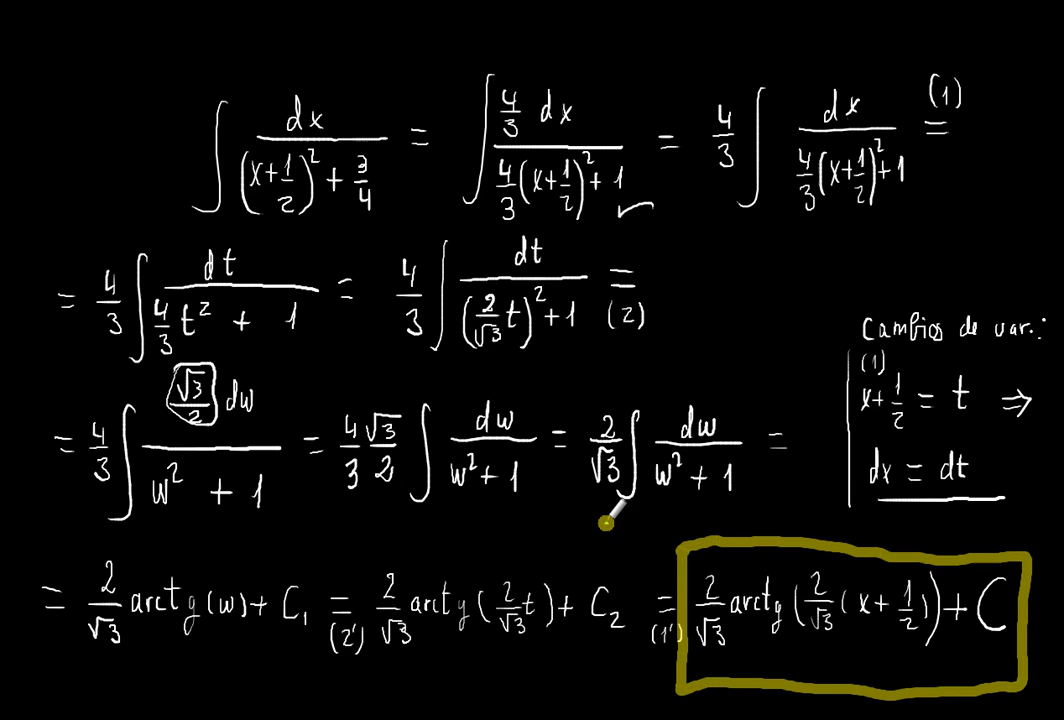 ∫ dx / ((x+1/2)² + 3/4) = ∫ (4/3 dx) / (4/3 (x+1/2)² + 1) = 4/3 ∫ dx / (4/3 (x+1/2)² + 1) =(1)
= 4/3 ∫ dt / (4/3 t² + 1) = 4/3 ∫ dt / ((2/√3 t)² + 1) =(2)
Cambios de var.:
(1)
x+1/2 = t ⇒
dx = dt
= 4/3 ∫ (√3/2 dw) / (w² + 1) = 4/3 √3/2 ∫ dw / (w² + 1) = 2/√3 ∫ dw / (w² + 1) =
= 2/√3 arctg(w) + C₁ =(2') 2/√3 arctg(2/√3 t) + C₂ =(1') 2/√3 arctg(2/√3 (x+1/2)) + C